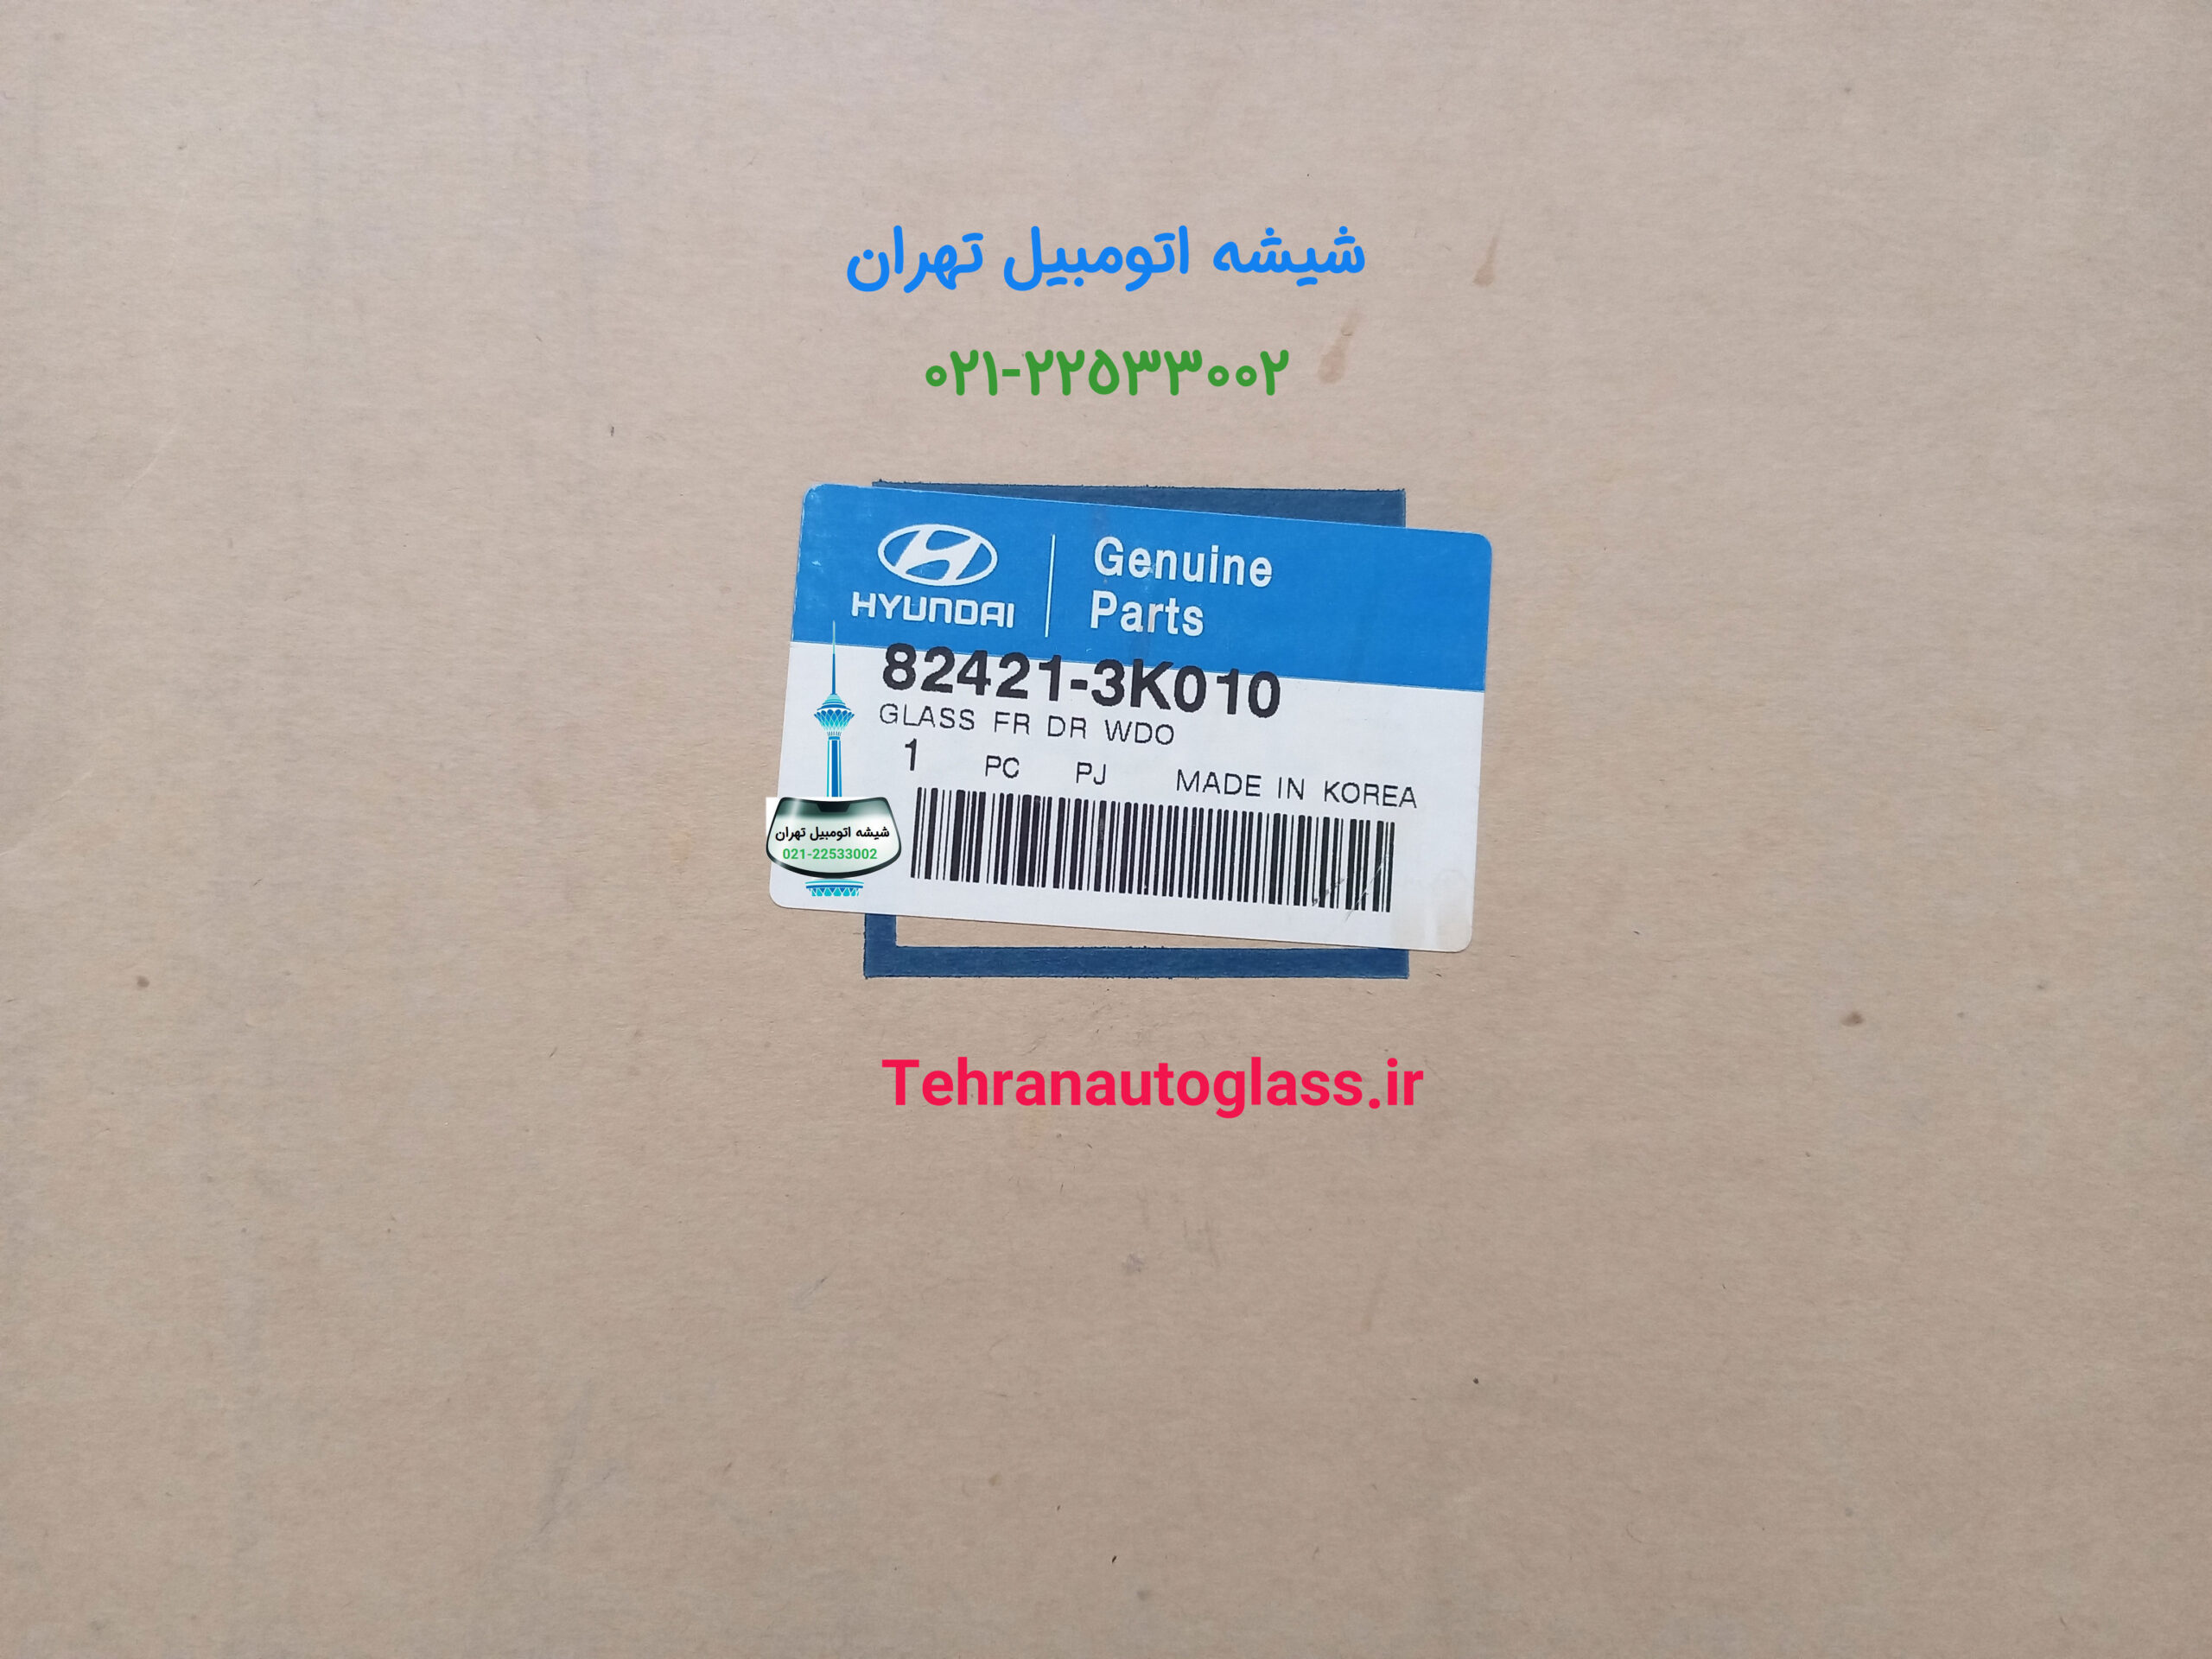 شیشه اتومبیل تهران
۰۲۱-۲۲۵۳۳۰۰۲
HYUNDAI
Genuine
Parts
82421-3K010
GLASS FR DR WDO
1 PC PJ MADE IN KOREA
شیشه اتومبیل تهران
021-22533002
Tehranautoglass.ir